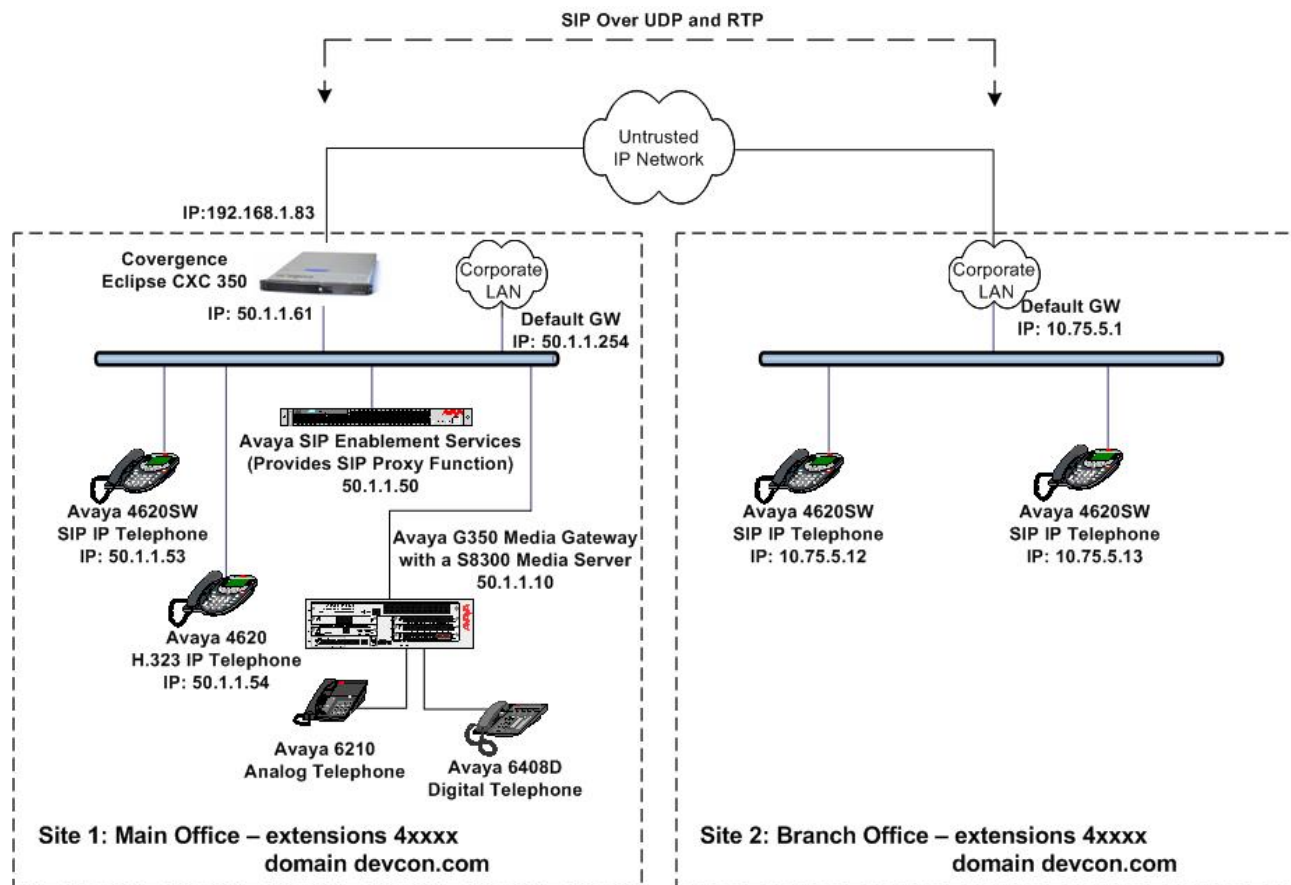 SIP Over UDP and RTP
Untrusted
IP Network
IP:192.168.1.83
Covergence
Eclipse CXC 350
IP: 50.1.1.61
Corporate
LAN
Default GW
IP: 50.1.1.254
Corporate
LAN
Default GW
IP: 10.75.5.1
Avaya SIP Enablement Services
(Provides SIP Proxy Function)
50.1.1.50
Avaya 4620SW
SIP IP Telephone
IP: 50.1.1.53
Avaya G350 Media Gateway
with a S8300 Media Server
50.1.1.10
Avaya 4620SW
SIP IP Telephone
IP: 10.75.5.12
Avaya 4620SW
SIP IP Telephone
IP: 10.75.5.13
AVAYA
Avaya 4620
H.323 IP Telephone
IP: 50.1.1.54
Avaya 6210
Analog Telephone
Avaya 6408D
Digital Telephone
Site 1: Main Office – extensions 4xxxx
domain devcon.com
Site 2: Branch Office – extensions 4xxxx
domain devcon.com